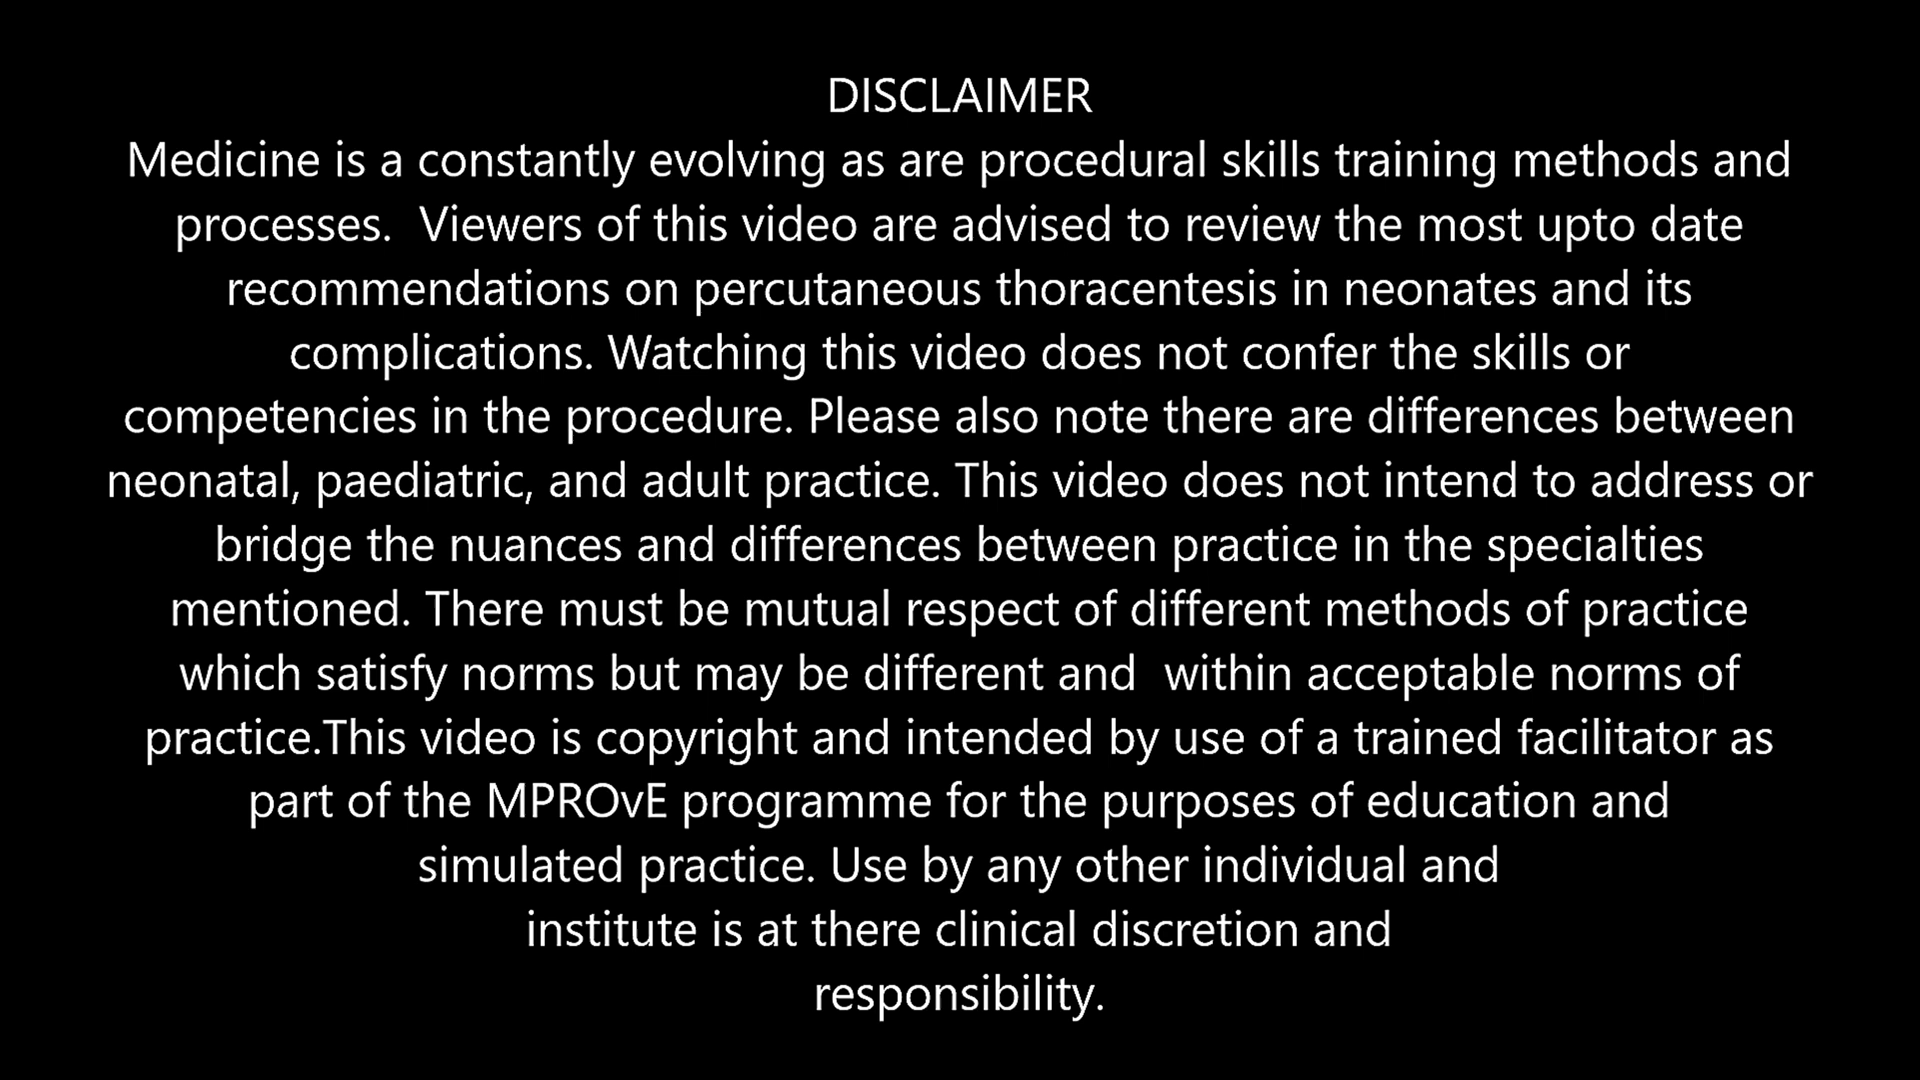 DISCLAIMER
Medicine is a constantly evolving as are procedural skills training methods and
processes.  Viewers of this video are advised to review the most upto date
recommendations on percutaneous thoracentesis in neonates and its
complications. Watching this video does not confer the skills or
competencies in the procedure. Please also note there are differences between
neonatal, paediatric, and adult practice. This video does not intend to address or
bridge the nuances and differences between practice in the specialties
mentioned. There must be mutual respect of different methods of practice
which satisfy norms but may be different and  within acceptable norms of
practice.This video is copyright and intended by use of a trained facilitator as
part of the MPROvE programme for the purposes of education and
simulated practice. Use by any other individual and
institute is at there clinical discretion and
responsibility.